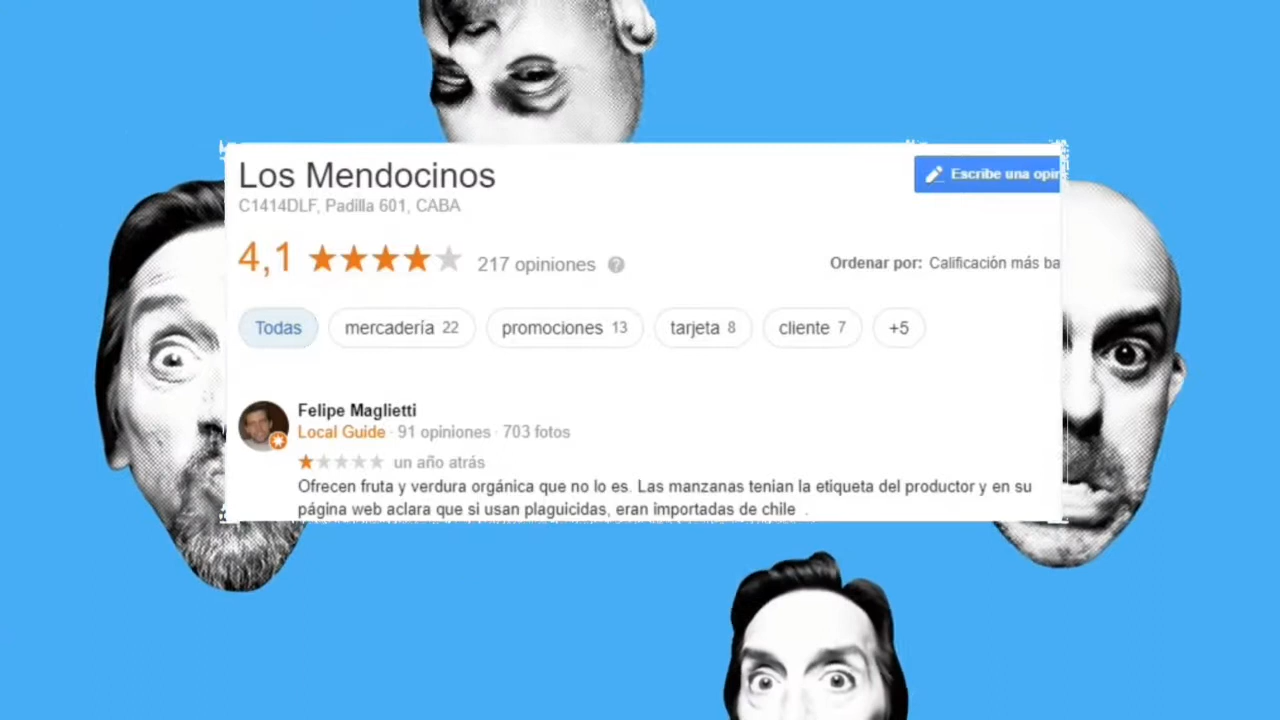 Los Mendocinos
Escribe una opin
C1414DLF, Padilla 601, CABA
4,1
217 opiniones
Ordenar por: Calificación más ba
Todas
mercadería 22
promociones 13
tarjeta 8
cliente 7
+5
Felipe Maglietti
Local Guide · 91 opiniones · 703 fotos
un año atrás
Ofrecen fruta y verdura orgánica que no lo es. Las manzanas tenian la etiqueta del productor y en su
página web aclara que si usan plaguicidas, eran importadas de chile .